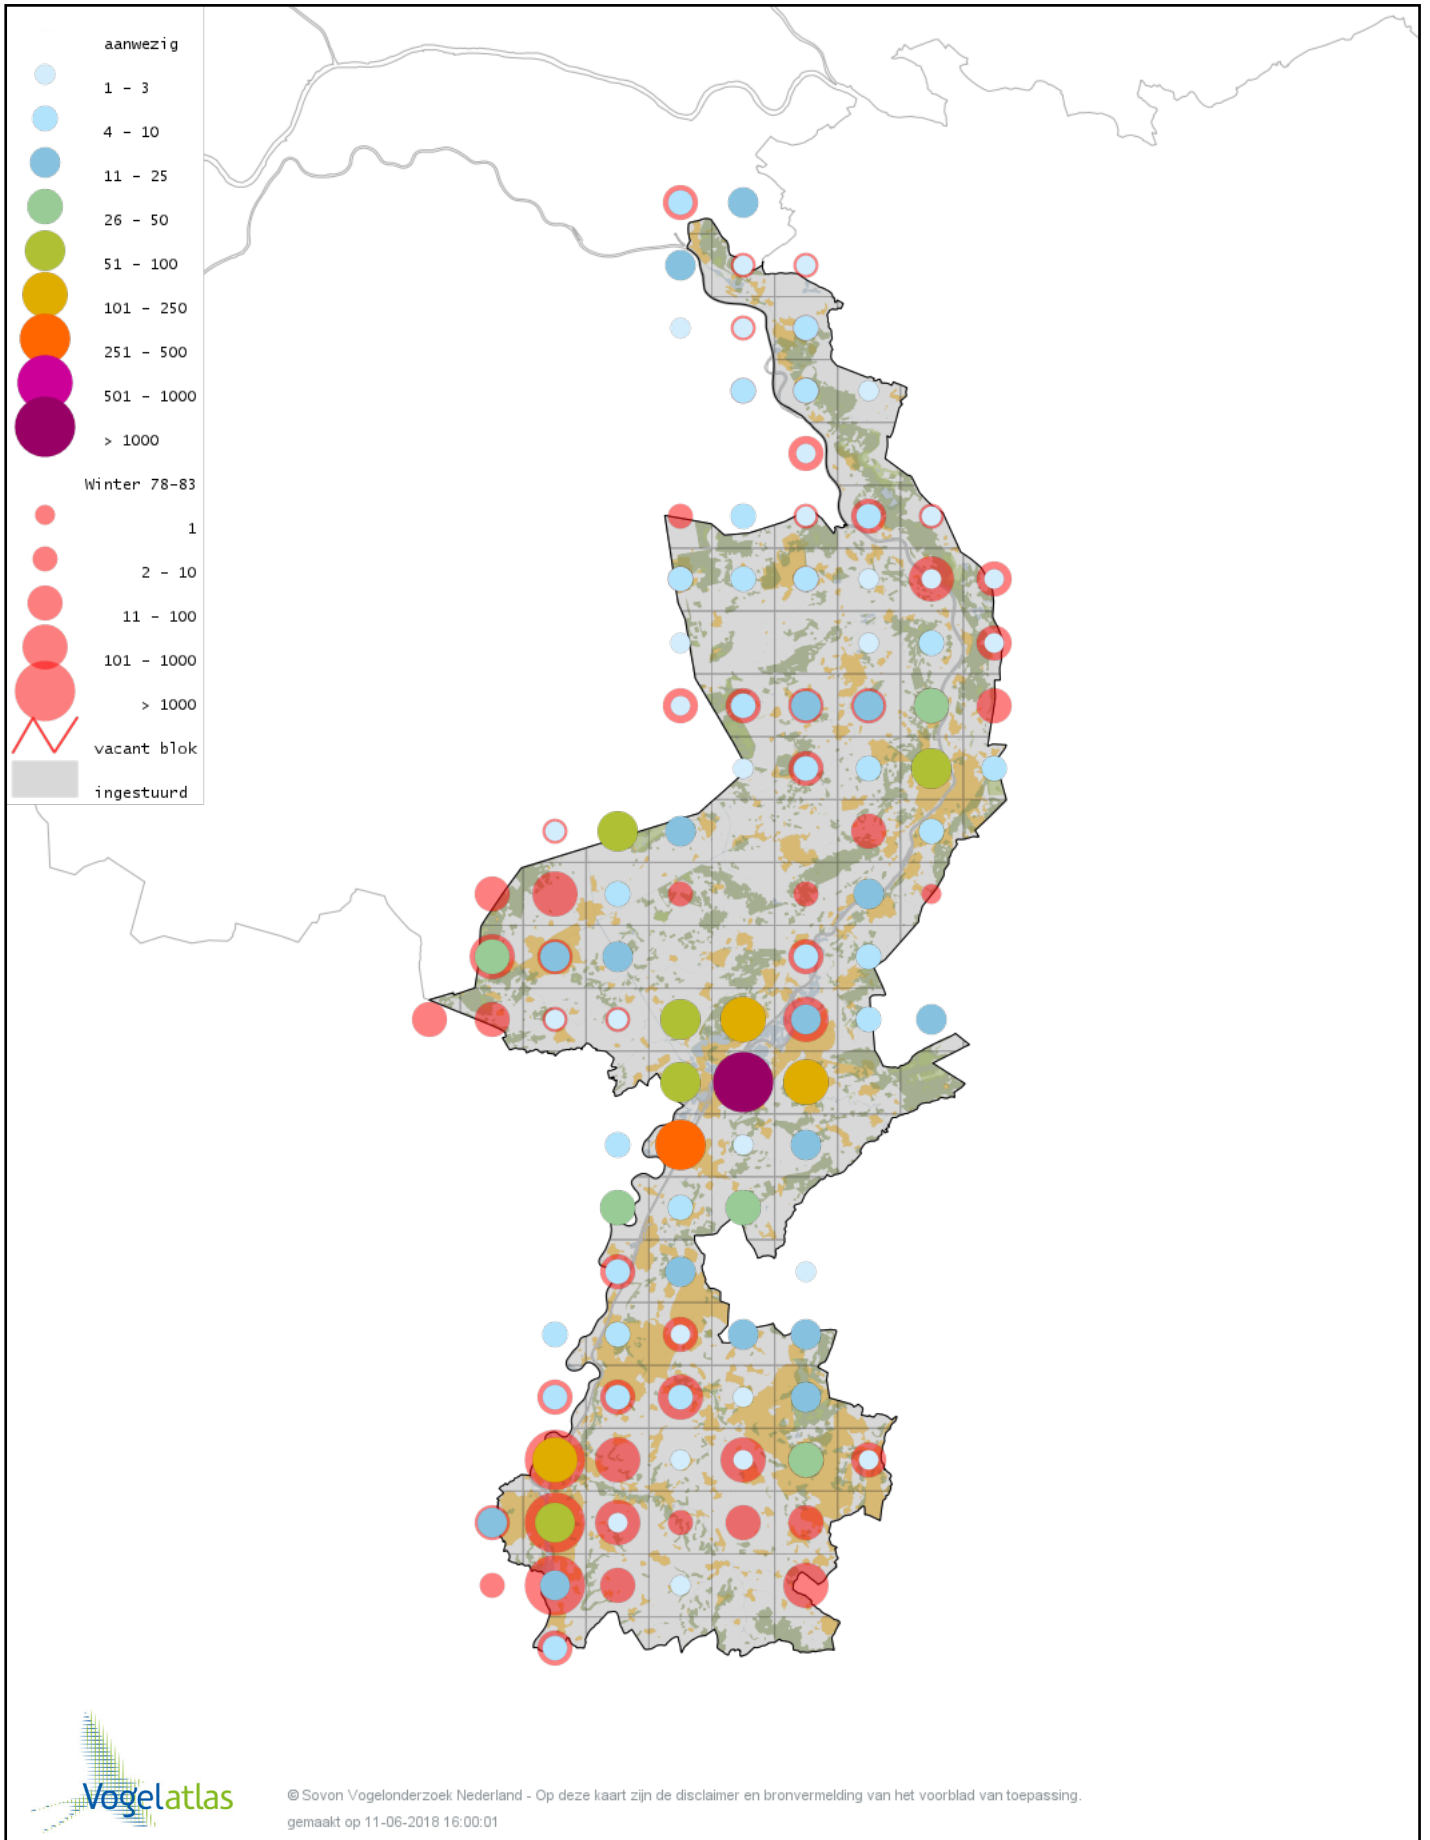 aanwezig
1 - 3
4 - 10
11 - 25
26 - 50
51 - 100
101 - 250
251 - 500
501 - 1000
> 1000
Winter 78-83
1
2 - 10
11 - 100
101 - 1000
> 1000
vacant blok
ingestuurd
Vogelatlas
© Sovon Vogelonderzoek Nederland - Op deze kaart zijn de disclaimer en bronvermelding van het voorblad van toepassing.
gemaakt op 11-06-2018 16:00:01